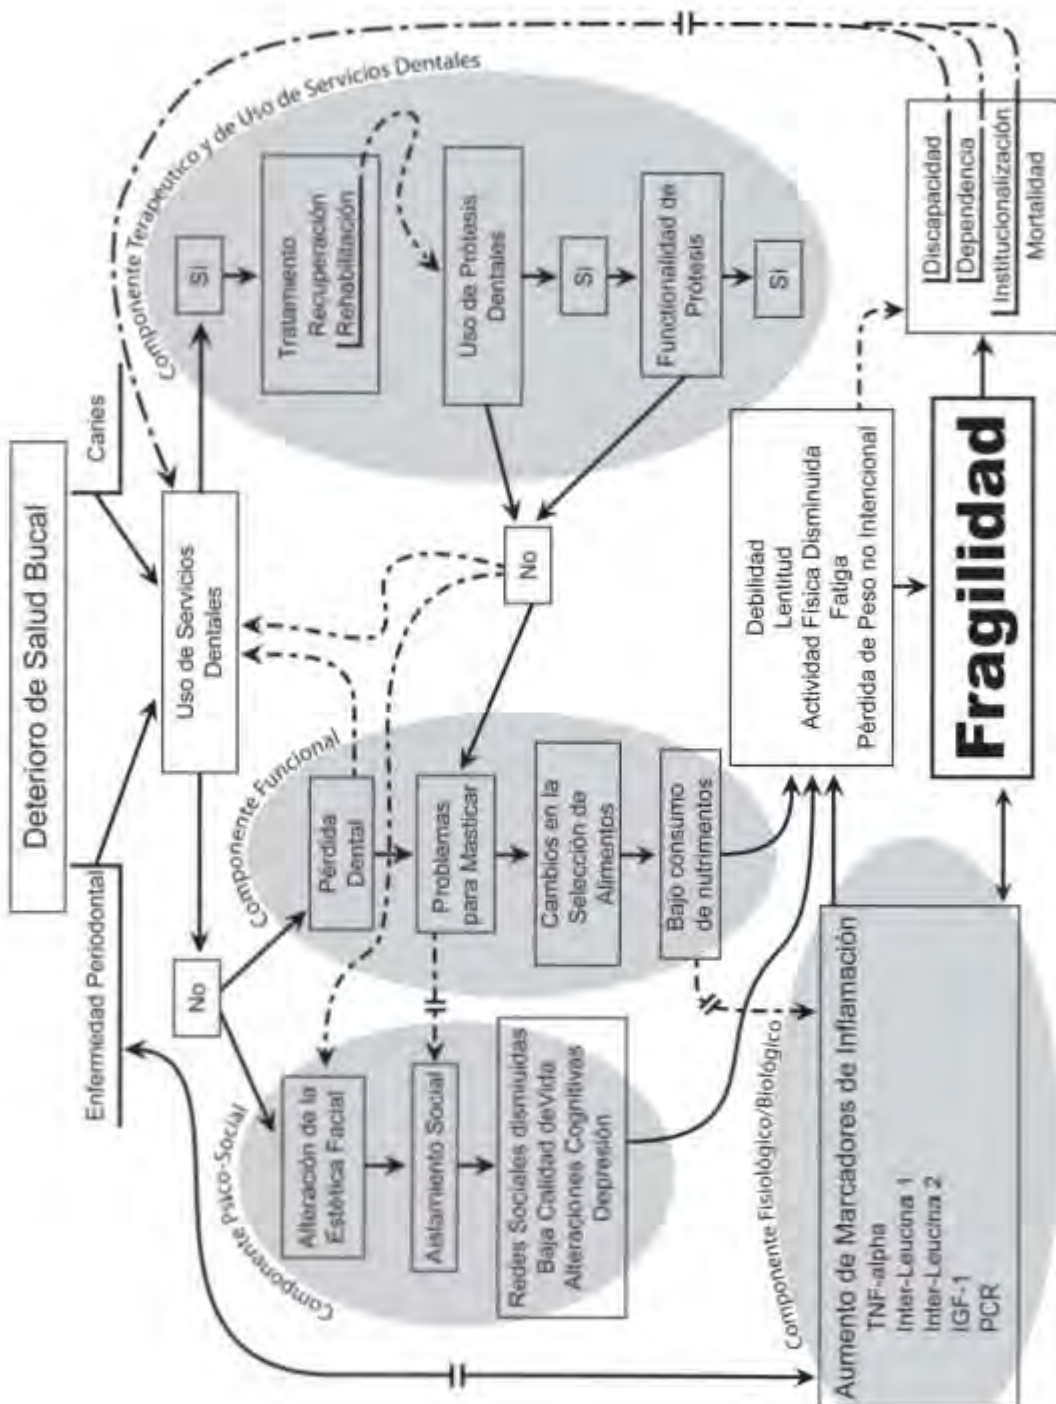 Deterioro de Salud Bucal
Enfermedad Periodontal
Caries
Uso de Servicios
Dentales
No
Si
Componente Psico-Social
Alteración de la
Estética Facial
Aislamiento Social
Redes Sociales dismiuidas
Baja Calidad deVida
Alteraciones Cognitivas
Depresión
Componente Funcional
Pérdida
Dental
Problemas
para Masticar
Cambios en la
Selección de
Alimentos
Bajo consumo
de nutrimentos
No
Componente Terapéutico y de Uso de Servicios Dentales
Tratamiento
Recuperación
Rehabilitación
Uso de Prótesis
Dentales
Si
Functionalidad de
Prótesis
Si
Componente Fisiológico/Biológico
Aumento de Marcadores de Inflamación
TNF-alpha
Inter-Leucina 1
Inter-Leucina 2
IGF-1
PCR
Debilidad
Lentitud
Actividad Física Disminuida
Fatiga
Pérdida de Peso no Intencional
Fragilidad
Discapacidad
Dependencia
Institucionalización
Mortalidad